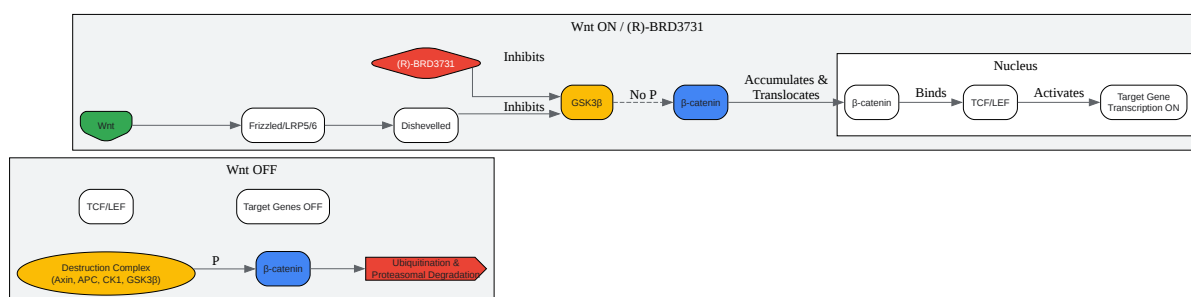 Wnt ON / (R)-BRD3731
(R)-BRD3731
Inhibits
Inhibits
Wnt
Frizzled/LRP5/6
Dishevelled
GSK3β
No P
β-catenin
Accumulates &
Translocates
Nucleus
β-catenin
Binds
TCF/LEF
Activates
Target Gene
Transcription ON
Wnt OFF
TCF/LEF
Target Genes OFF
Destruction Complex
(Axin, APC, CK1, GSK3β)
P
β-catenin
Ubiquitination &
Proteasomal Degradation